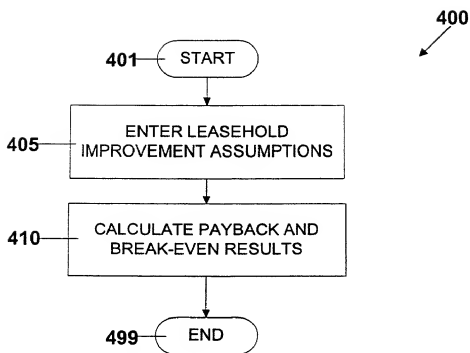 400
401
START
405
ENTER LEASEHOLD
IMPROVEMENT ASSUMPTIONS
410
CALCULATE PAYBACK AND
BREAK-EVEN RESULTS
499
END